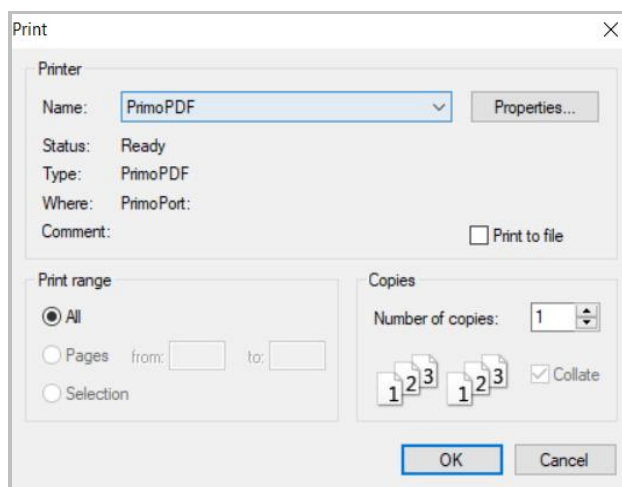 Print
Printer
Name: PrimoPDF Properties...
Status: Ready
Type: PrimoPDF
Where: PrimoPort:
Comment: Print to file
Print range
All
Pages from: to:
Selection
Copies
Number of copies: 1
1 2 3 1 2 3 Collate
OK Cancel